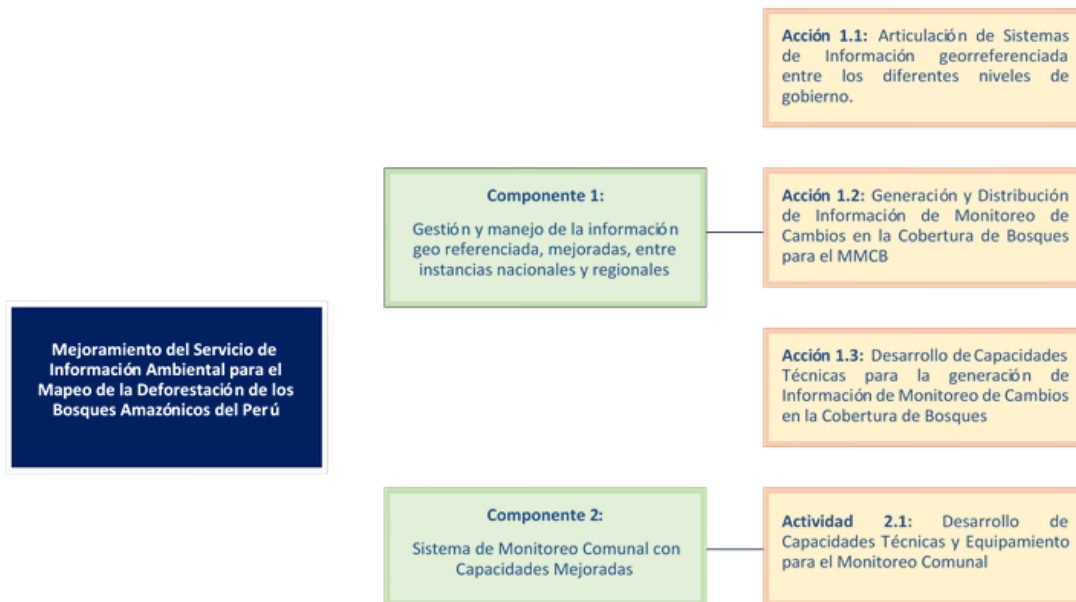 Mejoramiento del Servicio de
Información Ambiental para el
Mapeo de la Deforestación de los
Bosques Amazónicos del Perú
Componente 1:
Gestión y manejo de la información
geo referenciada, mejoradas, entre
instancias nacionales y regionales
Acción 1.1: Articulación de Sistemas
de Información georreferenciada
entre los diferentes niveles de
gobierno.
Acción 1.2: Generación y Distribución
de Información de Monitoreo de
Cambios en la Cobertura de Bosques
para el MMCB
Acción 1.3: Desarrollo de Capacidades
Técnicas para la generación de
Información de Monitoreo de Cambios
en la Cobertura de Bosques
Componente 2:
Sistema de Monitoreo Comunal con
Capacidades Mejoradas
Actividad 2.1: Desarrollo de
Capacidades Técnicas y Equipamiento
para el Monitoreo Comunal